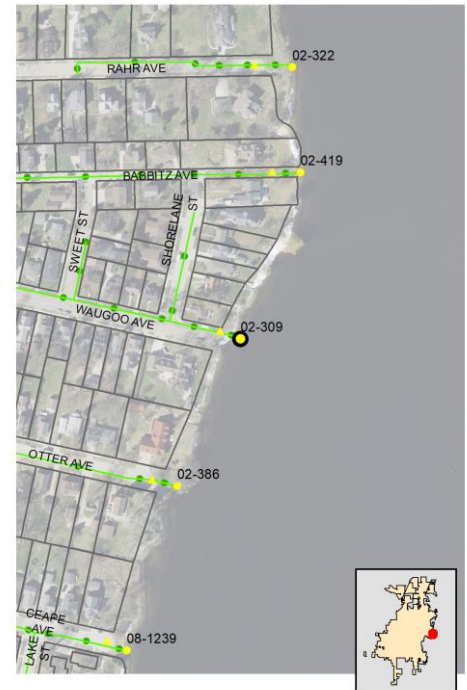 02-322
RAHR AVE
02-419
BABBITZ AVE
SHORELANE
ST
SWEET ST
WAUGOO AVE
02-309
OTTER AVE
02-386
CEAPE
AVE
08-1239
LAKE
ST